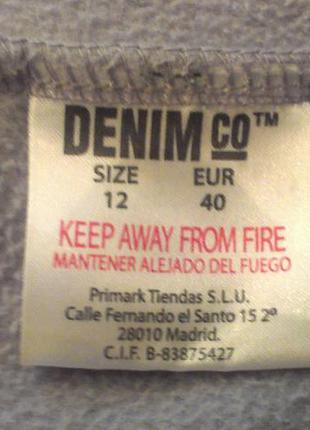 DENIM CO™
SIZE EUR
12 40
KEEP AWAY FROM FIRE
MANTENER ALEJADO DEL FUEGO
Primark Tiendas S.L.U.
Calle Fernando el Santo 15 2º
28010 Madrid.
C.I.F. B-83875427